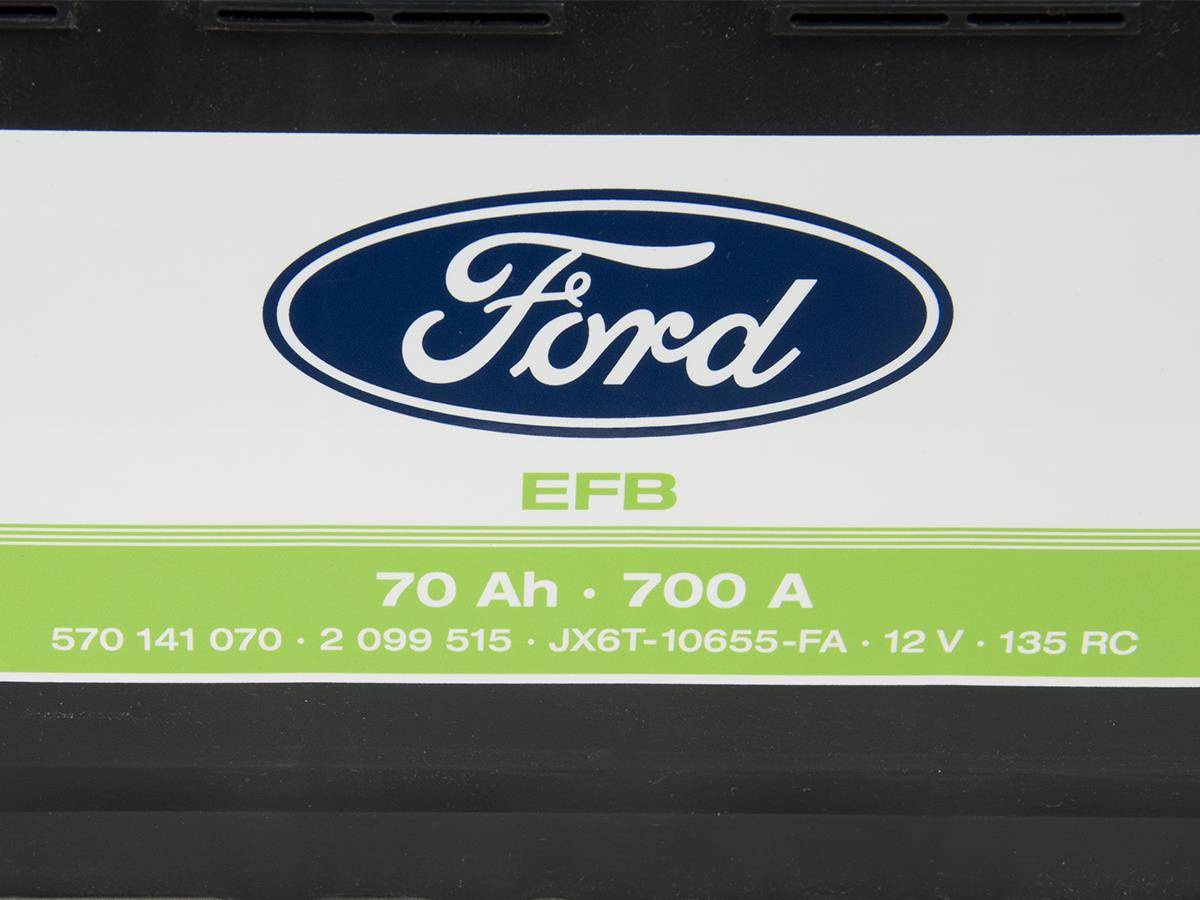 Ford
EFB
70 Ah · 700 A
570 141 070 · 2 099 515 · JX6T-10655-FA · 12 V · 135 RC